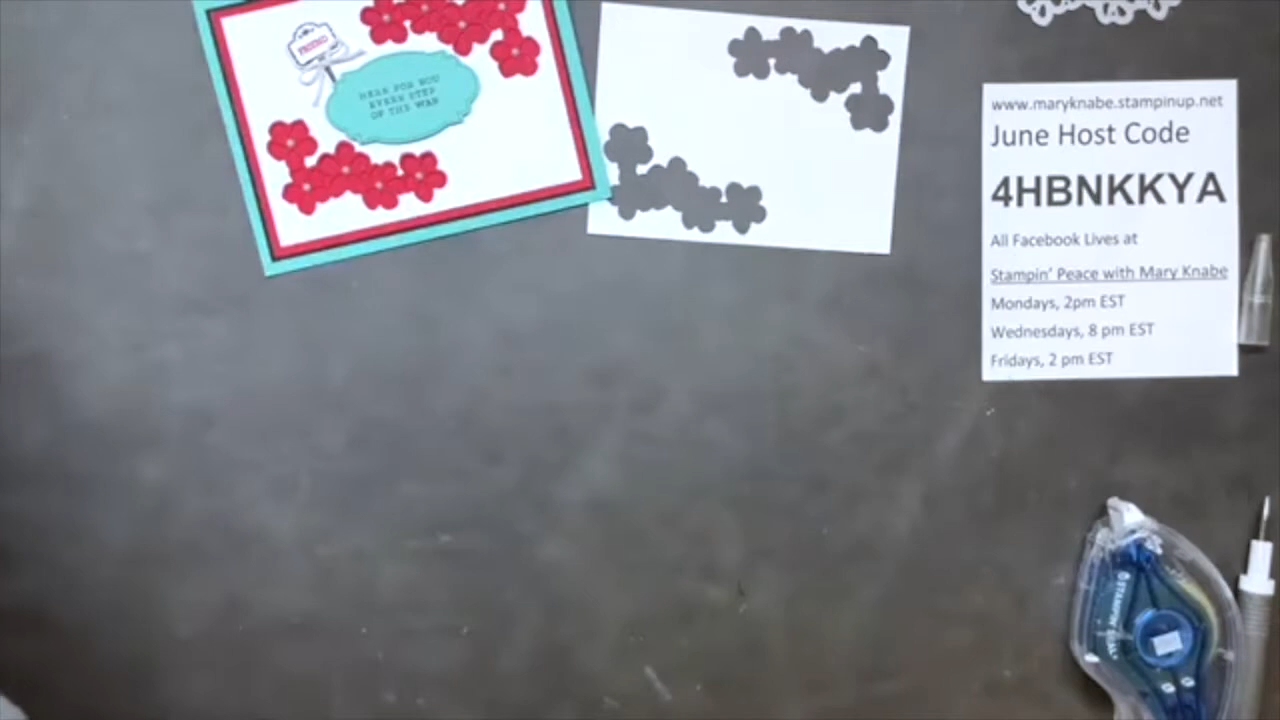 FRIEND
HERE FOR YOU
EVERY STEP
OF THE WAY
www.maryknabe.stampinup.net
June Host Code
4HBNKKYA
All Facebook Lives at
Stampin' Peace with Mary Knabe
Mondays, 2pm EST
Wednesdays, 8 pm EST
Fridays, 2 pm EST